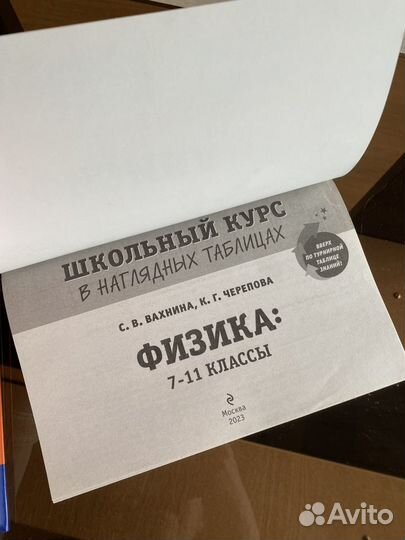 ШКОЛЬНЫЙ КУРС
В НАГЛЯДНЫХ ТАБЛИЦАХ
ВВЕРХ
ПО ТУРНИРНОЙ
ТАБЛИЦЕ
ЗНАНИЙ!
С. В. ВАХНИНА, К. Г. ЧЕРЕПОВА
ФИЗИКА:
7-11 КЛАССЫ
Москва
2023
Avito